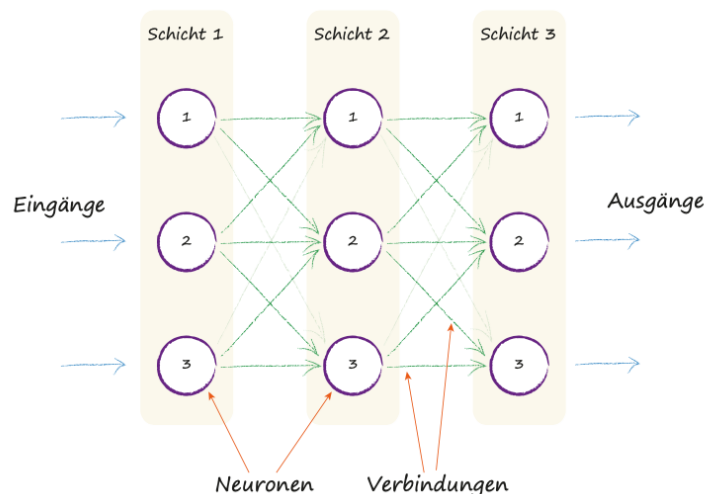 Schicht 1
Schicht 2
Schicht 3
1
1
1
Eingänge
2
2
2
Ausgänge
3
3
3
Neuronen
Verbindungen